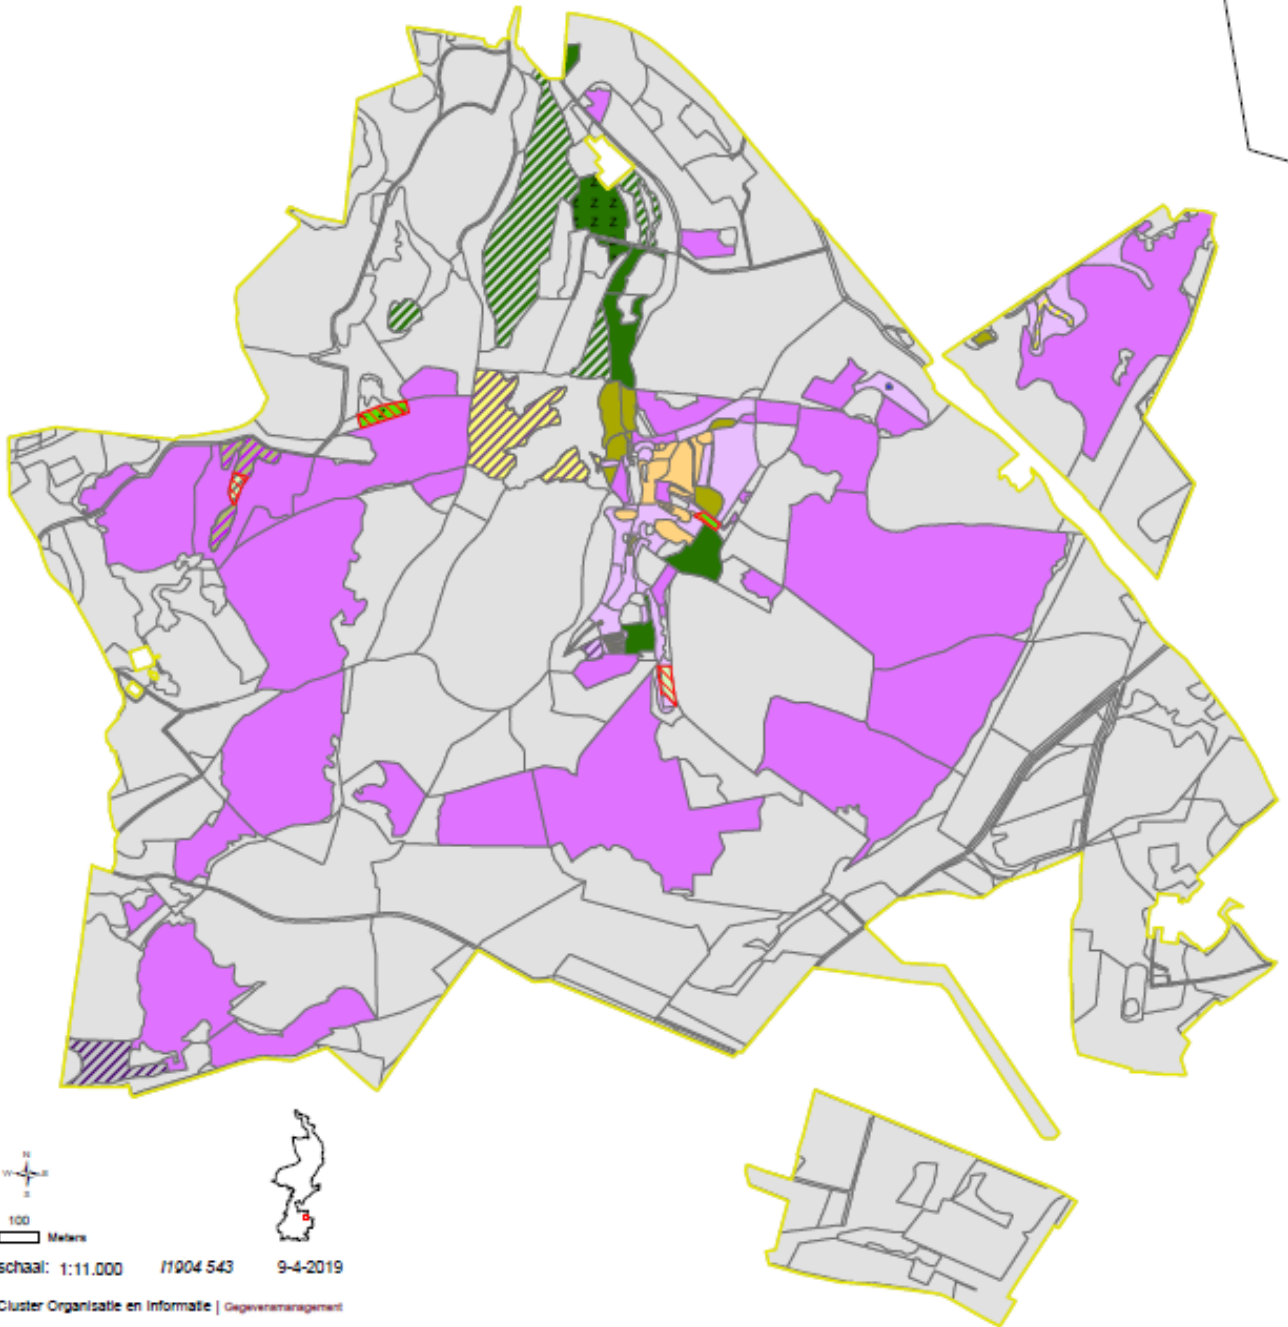 Z
Z Z Z
Z Z
N
W E
S
100
Meters
schaal: 1:11.000 I1904 543 9-4-2019
Cluster Organisatie en Informatie | Gegevensmanagement